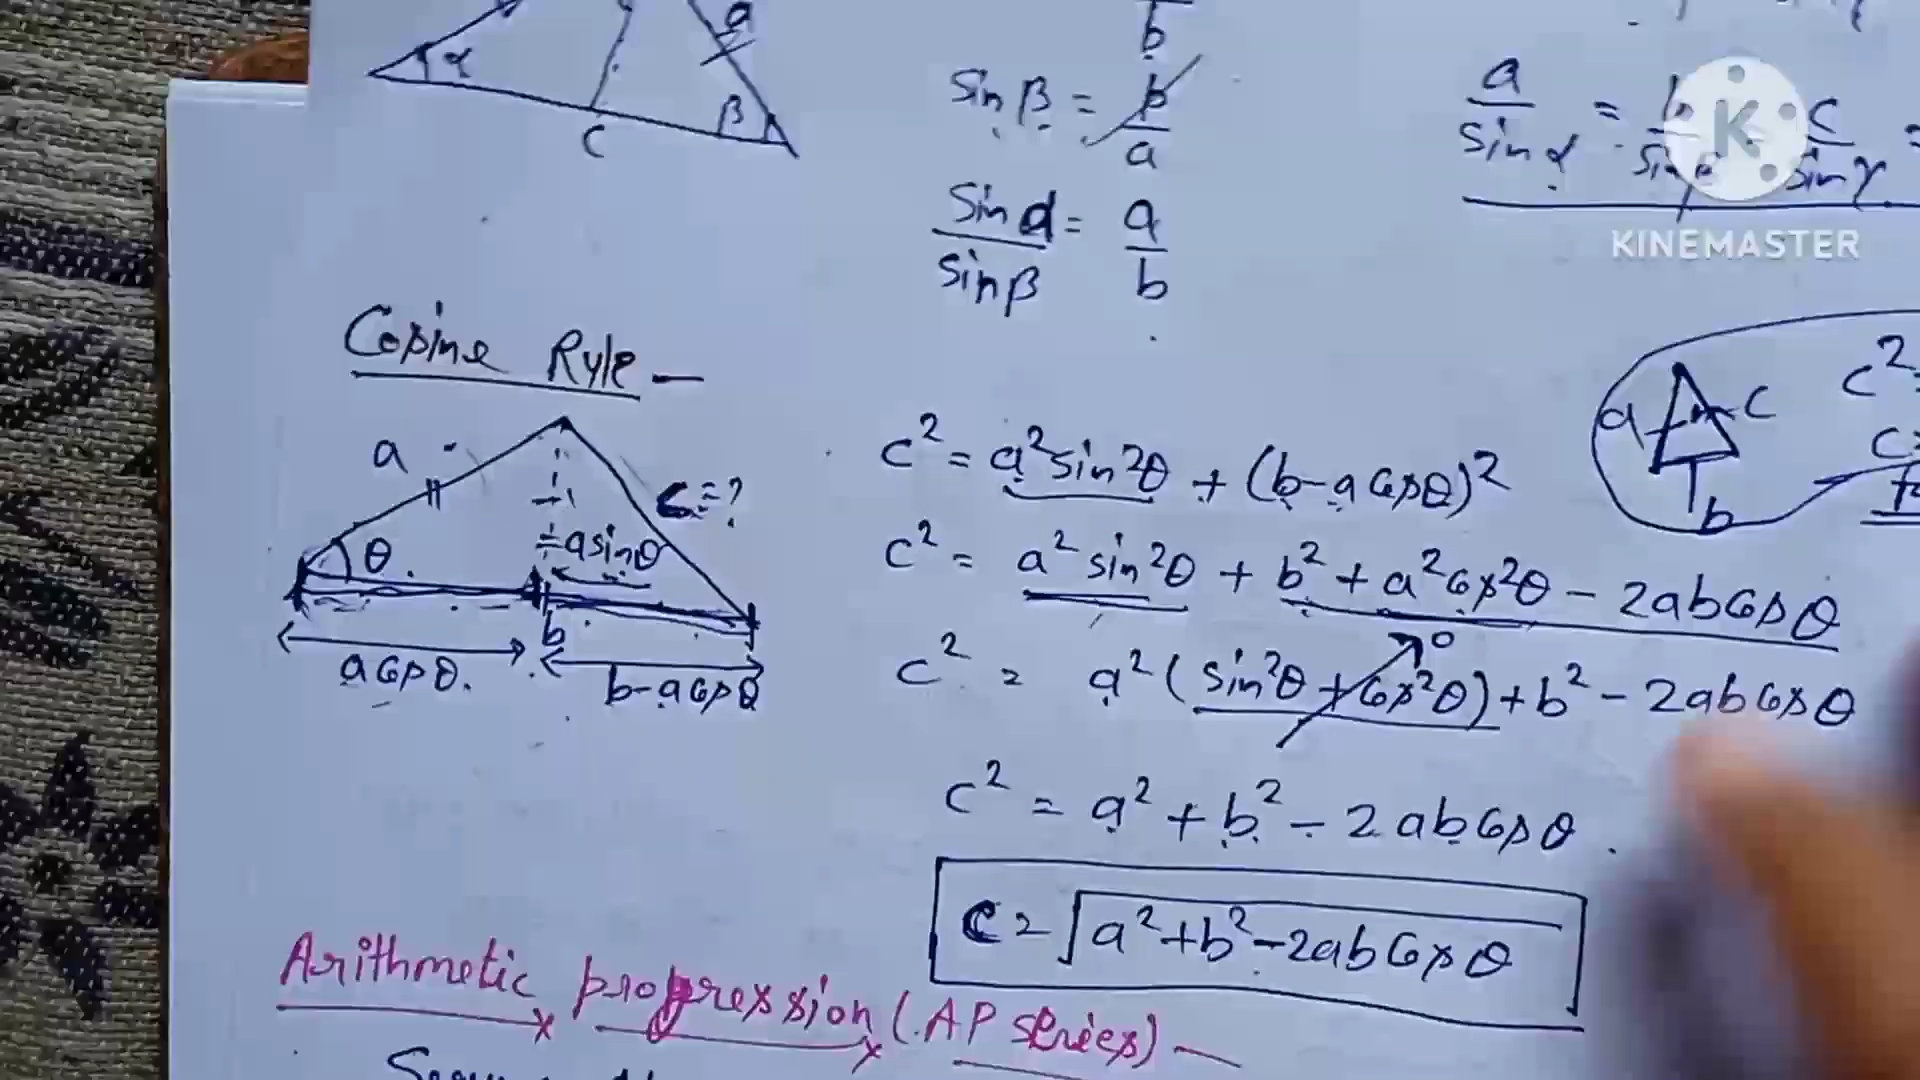 a
α
β
C
b
sin β = p/a
sin α / sin β = a/b
a/sin α = b/sin β = c/sin γ =
KINEMASTER
Cosine Rule —
a
c = ?
θ
a sin θ
b
a cos θ.
b - a cos θ
c² = a² sin²θ + (b - a cos θ)²
c² = a² sin²θ + b² + a² cos²θ - 2ab cos θ
c² = a² (sin²θ + cos²θ) + b² - 2ab cos θ
c² = a² + b² - 2ab cos θ.
c = √a² + b² - 2ab cos θ
a
c
b
c² =
Arithmetic progression (AP series) —